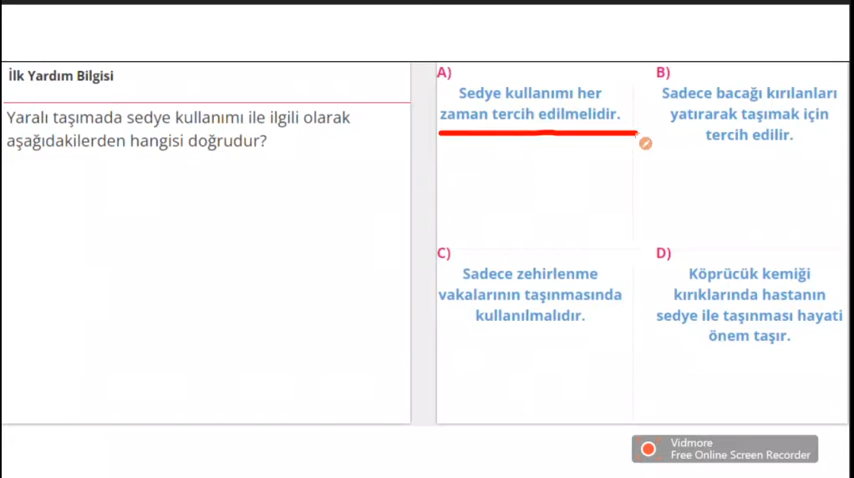 İlk Yardım Bilgisi
Yaralı taşımada sedye kullanımı ile ilgili olarak
aşağıdakilerden hangisi doğrudur?
A)
Sedye kullanımı her
zaman tercih edilmelidir.
B)
Sadece bacağı kırılanları
yatırarak taşımak için
tercih edilir.
C)
Sadece zehirlenme
vakalarının taşınmasında
kullanılmalıdır.
D)
Köprücük kemiği
kırıklarında hastanın
sedye ile taşınması hayati
önem taşır.
Vidmore
Free Online Screen Recorder